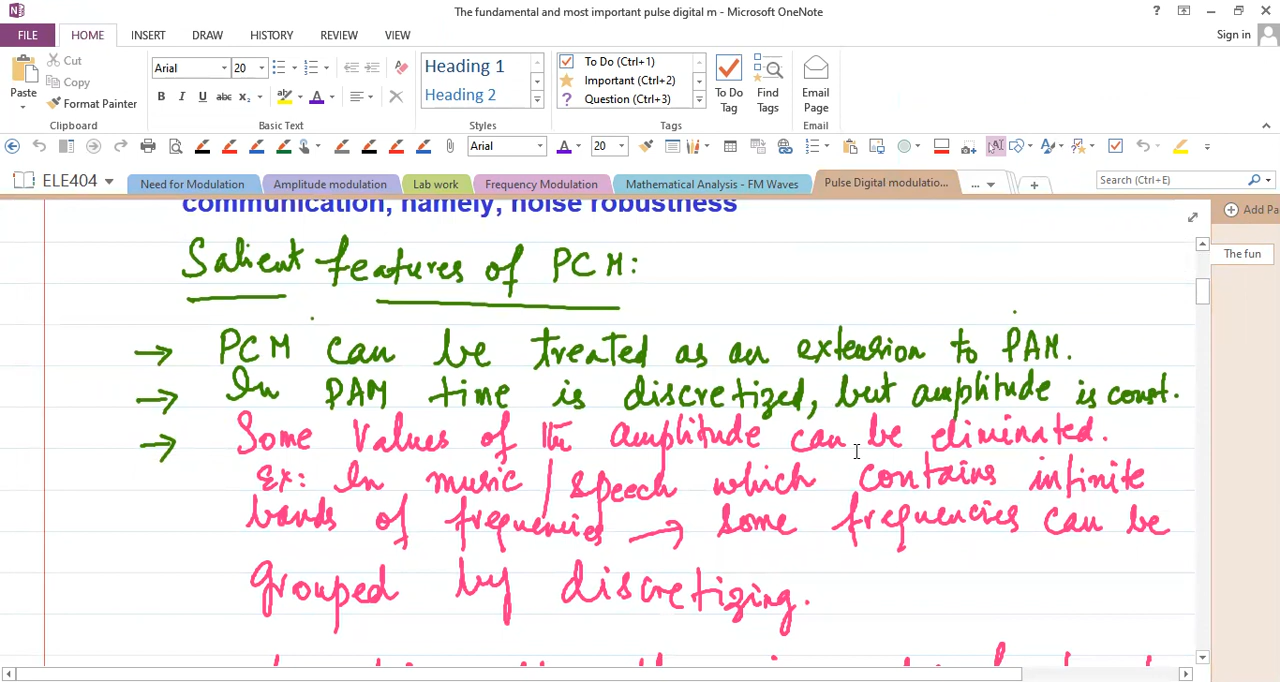 The fundamental and most important pulse digital m - Microsoft OneNote
Sign in
FILE HOME INSERT DRAW HISTORY REVIEW VIEW
Paste
Cut
Copy
Format Painter
Clipboard
Arial 20
Basic Text
Heading 1
Heading 2
Styles
To Do (Ctrl+1)
Important (Ctrl+2)
Question (Ctrl+3)
Tags
To Do Tag
Find Tags
Email Page
Email
Arial 20
ELE404
Need for Modulation
Amplitude modulation
Lab work
Frequency Modulation
Mathematical Analysis - FM Waves
Pulse Digital modulatio...
...
Search (Ctrl+E)
Add Pa
The fun
communication, namely, noise robustness
Salient features of PCM:
→ PCM can be treated as an extension to PAM.
→ In PAM time is discretized, but amplitude is const.
→ Some Values of the amplitude can be eliminated.
Ex: In music / speech which contains infinite
bands of frequencies → some frequencies can be
grouped by discretizing.